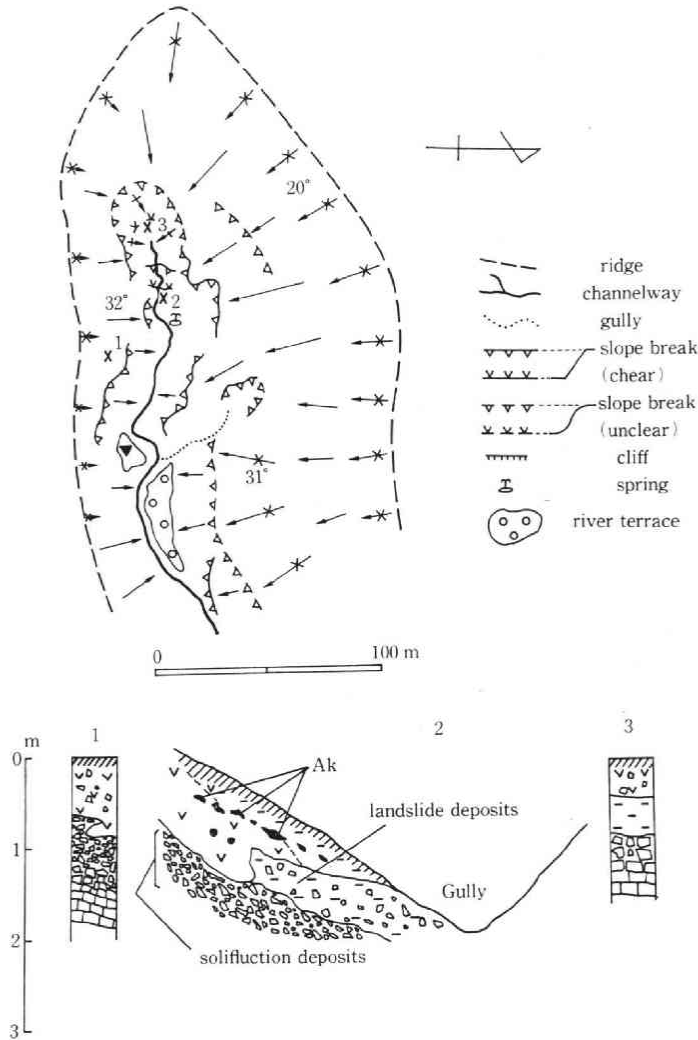 20°
3
32°
2
1
31°
ridge
channelway
gully
slope break
(chear)
slope break
(unclear)
cliff
spring
river terrace
0
100 m
m
1
2
3
0
Ak
landslide deposits
1
Gully
2
solifluction deposits
3